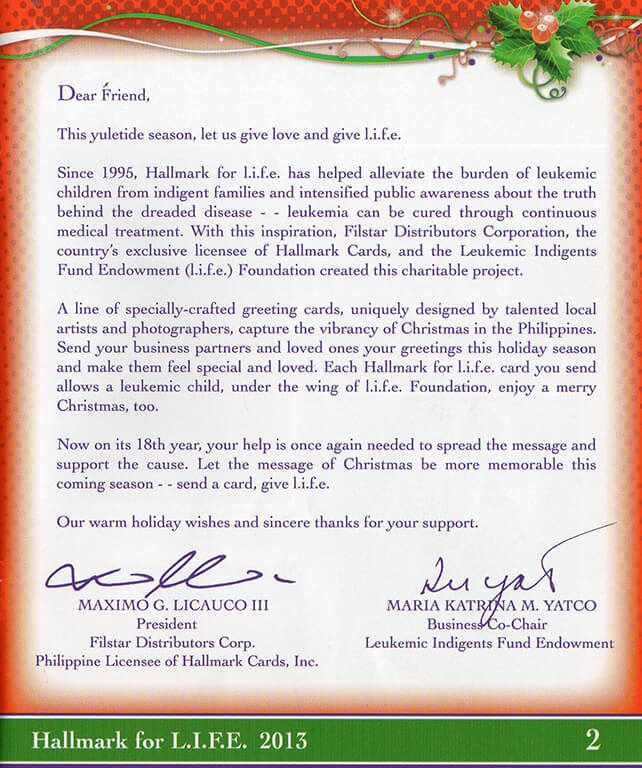 Dear Friend,
This yuletide season, let us give love and give l.i.f.e.
Since 1995, Hallmark for l.i.f.e. has helped alleviate the burden of leukemic
children from indigent families and intensified public awareness about the truth
behind the dreaded disease - - leukemia can be cured through continuous
medical treatment. With this inspiration, Filstar Distributors Corporation, the
country's exclusive licensee of Hallmark Cards, and the Leukemic Indigents
Fund Endowment (l.i.f.e.) Foundation created this charitable project.
A line of specially-crafted greeting cards, uniquely designed by talented local
artists and photographers, capture the vibrancy of Christmas in the Philippines.
Send your business partners and loved ones your greetings this holiday season
and make them feel special and loved. Each Hallmark for l.i.f.e. card you send
allows a leukemic child, under the wing of l.i.f.e. Foundation, enjoy a merry
Christmas, too.
Now on its 18th year, your help is once again needed to spread the message and
support the cause. Let the message of Christmas be more memorable this
coming season - - send a card, give l.i.f.e.
Our warm holiday wishes and sincere thanks for your support.
MAXIMO G. LICAUCO III
President
Filstar Distributors Corp.
Philippine Licensee of Hallmark Cards, Inc.
MARIA KATRINA M. YATCO
Business Co-Chair
Leukemic Indigents Fund Endowment
Hallmark for L.I.F.E. 2013
2